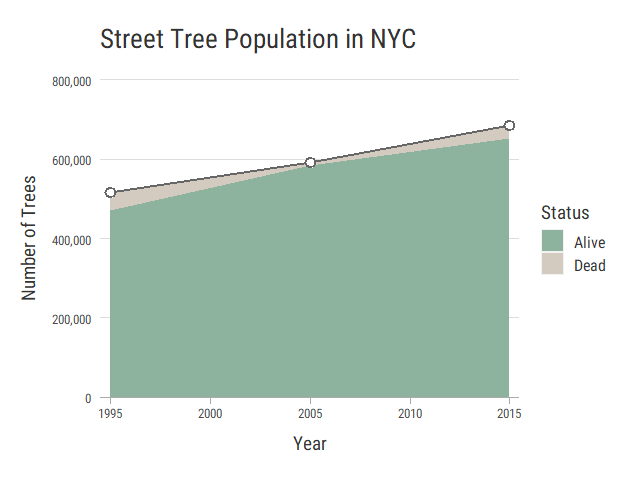 Street Tree Population in NYC
800,000
600,000
400,000
200,000
0
Number of Trees
1995
2000
2005
2010
2015
Year
Status
Alive
Dead